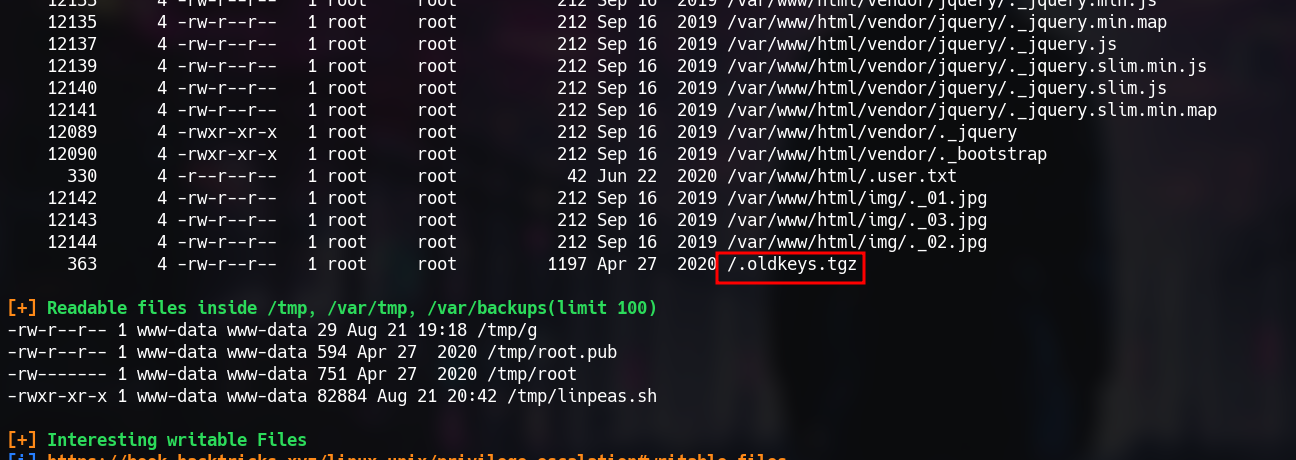 12133 4 -rw-r--r-- 1 root root 212 Sep 16 2019 /var/www/html/vendor/jquery/._jquery.min.js
12135 4 -rw-r--r-- 1 root root 212 Sep 16 2019 /var/www/html/vendor/jquery/._jquery.min.map
12137 4 -rw-r--r-- 1 root root 212 Sep 16 2019 /var/www/html/vendor/jquery/._jquery.js
12139 4 -rw-r--r-- 1 root root 212 Sep 16 2019 /var/www/html/vendor/jquery/._jquery.slim.min.js
12140 4 -rw-r--r-- 1 root root 212 Sep 16 2019 /var/www/html/vendor/jquery/._jquery.slim.js
12141 4 -rw-r--r-- 1 root root 212 Sep 16 2019 /var/www/html/vendor/jquery/._jquery.slim.min.map
12089 4 -rwxr-xr-x 1 root root 212 Sep 16 2019 /var/www/html/vendor/._jquery
12090 4 -rwxr-xr-x 1 root root 212 Sep 16 2019 /var/www/html/vendor/._bootstrap
330 4 -r--r--r-- 1 root root 42 Jun 22 2020 /var/www/html/.user.txt
12142 4 -rw-r--r-- 1 root root 212 Sep 16 2019 /var/www/html/img/._01.jpg
12143 4 -rw-r--r-- 1 root root 212 Sep 16 2019 /var/www/html/img/._03.jpg
12144 4 -rw-r--r-- 1 root root 212 Sep 16 2019 /var/www/html/img/._02.jpg
363 4 -rw-r--r-- 1 root root 1197 Apr 27 2020 /.oldkeys.tgz
[+] Readable files inside /tmp, /var/tmp, /var/backups(limit 100)
-rw-r--r-- 1 www-data www-data 29 Aug 21 19:18 /tmp/g
-rw-r--r-- 1 www-data www-data 594 Apr 27 2020 /tmp/root.pub
-rw------- 1 www-data www-data 751 Apr 27 2020 /tmp/root
-rwxr-xr-x 1 www-data www-data 82884 Aug 21 20:42 /tmp/linpeas.sh
[+] Interesting writable Files
[i] https://book.hacktricks.xyz/linux-unix/privilege-escalation#writable-files